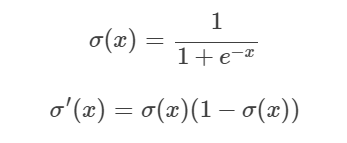 σ(x) = 1 / (1 + e^{-x})
σ′(x) = σ(x)(1 − σ(x))